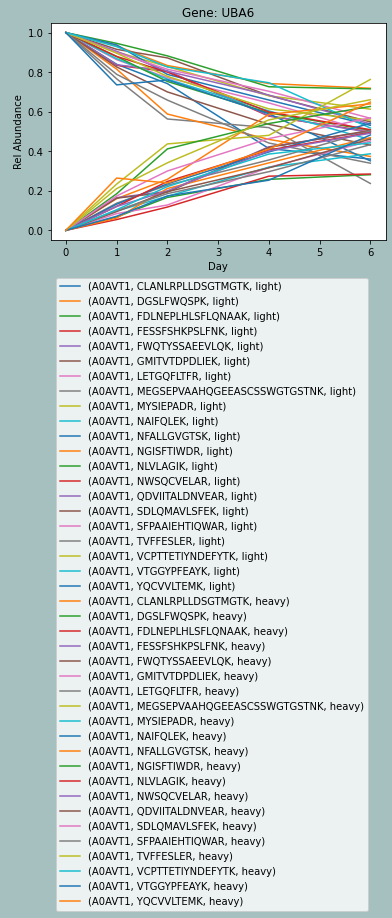 Gene: UBA6
1.0
0.8
0.6
0.4
0.2
0.0
Rel Abundance
0 1 2 3 4 5 6
Day
(A0AVT1, CLANLRPLLDSGTMGTK, light)
(A0AVT1, DGSLFWQSPK, light)
(A0AVT1, FDLNEPLHLSFLQNAAK, light)
(A0AVT1, FESSFSHKPSLFNK, light)
(A0AVT1, FWQTYSSAEEVLQK, light)
(A0AVT1, GMITVTDPDLIEK, light)
(A0AVT1, LETGQFLTFR, light)
(A0AVT1, MEGSEPVAAHQGEEASCSSWGTGSTNK, light)
(A0AVT1, MYSIEPADR, light)
(A0AVT1, NAIFQLEK, light)
(A0AVT1, NFALLGVGTSK, light)
(A0AVT1, NGISFTIWDR, light)
(A0AVT1, NLVLAGIK, light)
(A0AVT1, NWSQCVELAR, light)
(A0AVT1, QDVIITALDNVEAR, light)
(A0AVT1, SDLQMAVLSFEK, light)
(A0AVT1, SFPAAIEHTIQWAR, light)
(A0AVT1, TVFFESLER, light)
(A0AVT1, VCPTTETIYNDEFYTK, light)
(A0AVT1, VTGGYPFEAYK, light)
(A0AVT1, YQCVVLTEMK, light)
(A0AVT1, CLANLRPLLDSGTMGTK, heavy)
(A0AVT1, DGSLFWQSPK, heavy)
(A0AVT1, FDLNEPLHLSFLQNAAK, heavy)
(A0AVT1, FESSFSHKPSLFNK, heavy)
(A0AVT1, FWQTYSSAEEVLQK, heavy)
(A0AVT1, GMITVTDPDLIEK, heavy)
(A0AVT1, LETGQFLTFR, heavy)
(A0AVT1, MEGSEPVAAHQGEEASCSSWGTGSTNK, heavy)
(A0AVT1, MYSIEPADR, heavy)
(A0AVT1, NAIFQLEK, heavy)
(A0AVT1, NFALLGVGTSK, heavy)
(A0AVT1, NGISFTIWDR, heavy)
(A0AVT1, NLVLAGIK, heavy)
(A0AVT1, NWSQCVELAR, heavy)
(A0AVT1, QDVIITALDNVEAR, heavy)
(A0AVT1, SDLQMAVLSFEK, heavy)
(A0AVT1, SFPAAIEHTIQWAR, heavy)
(A0AVT1, TVFFESLER, heavy)
(A0AVT1, VCPTTETIYNDEFYTK, heavy)
(A0AVT1, VTGGYPFEAYK, heavy)
(A0AVT1, YQCVVLTEMK, heavy)